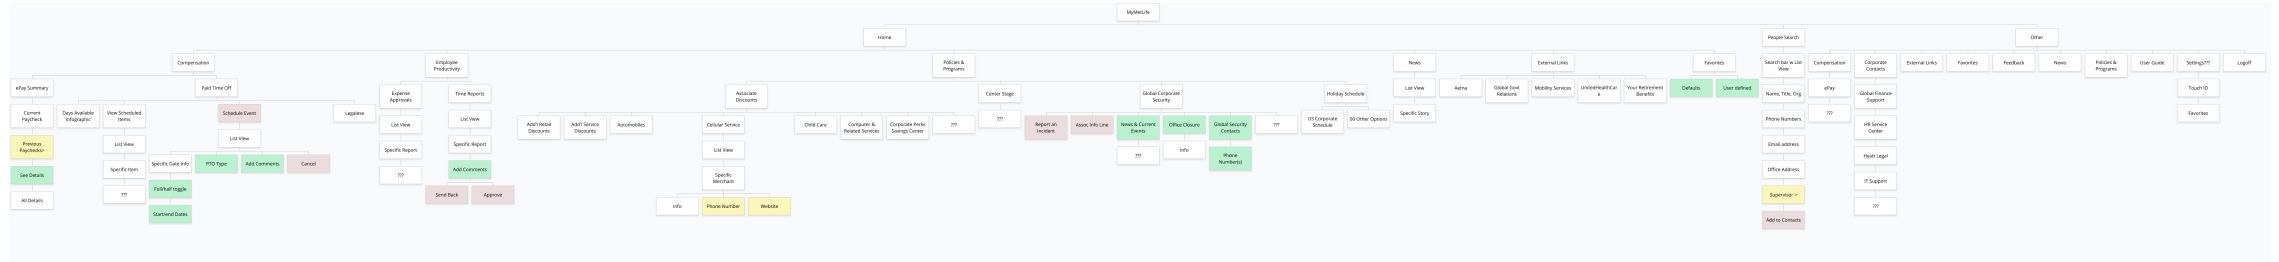 MyMetLife
Home
People Search
Other
Compensation
Employee
Productivity
Policies &
Programs
News
External Links
Favorites
Search bar w List
View
Compensation
Corporate
Contacts
External Links
Favorites
Feedback
News
Policies &
Programs
User Guide
Settings???
Logoff
ePay Summary
Paid Time Off
Expense
Approvals
Time Reports
Associate
Discounts
Center Stage
Global Corporate
Security
Holiday Schedule
List View
Aetna
Global Govt
Relations
Mobility Services
UnitedHealthCar
e
Your Retirement
Benefits
Defaults
User defined
Name, Title, Org
ePay
Global Finance
Support
Touch ID
Current
Paycheck
Days Available
Infographic
View Scheduled
Items
Schedule Event
Legalese
List View
List View
Add'l Retail
Discounts
Add'l Service
Discounts
Automobiles
Cellular Service
Child Care
Computer &
Related Services
Corporate Perks
Savings Center
???
???
Report an
Incident
Assoc Info Line
News & Current
Events
Office Closure
Global Security
Contacts
???
US Corporate
Schedule
00 Other Options
Specific Story
Phone Numbers
???
HR Service
Center
Favorites
Previous
Paychecks>
List View
List View
Specific Report
Specific Report
List View
???
Info
Phone
Number(s)
Email address
Hyatt Legal
See Details
Specific Item
Specific Date info
PTO Type
Add Comments
Cancel
???
Add Comments
Specific
Merchant
Office Address
IT Support
All Details
???
Full/half toggle
Send Back
Approve
Info
Phone Number
Website
Supervisor >
???
Start/end Dates
Add to Contacts